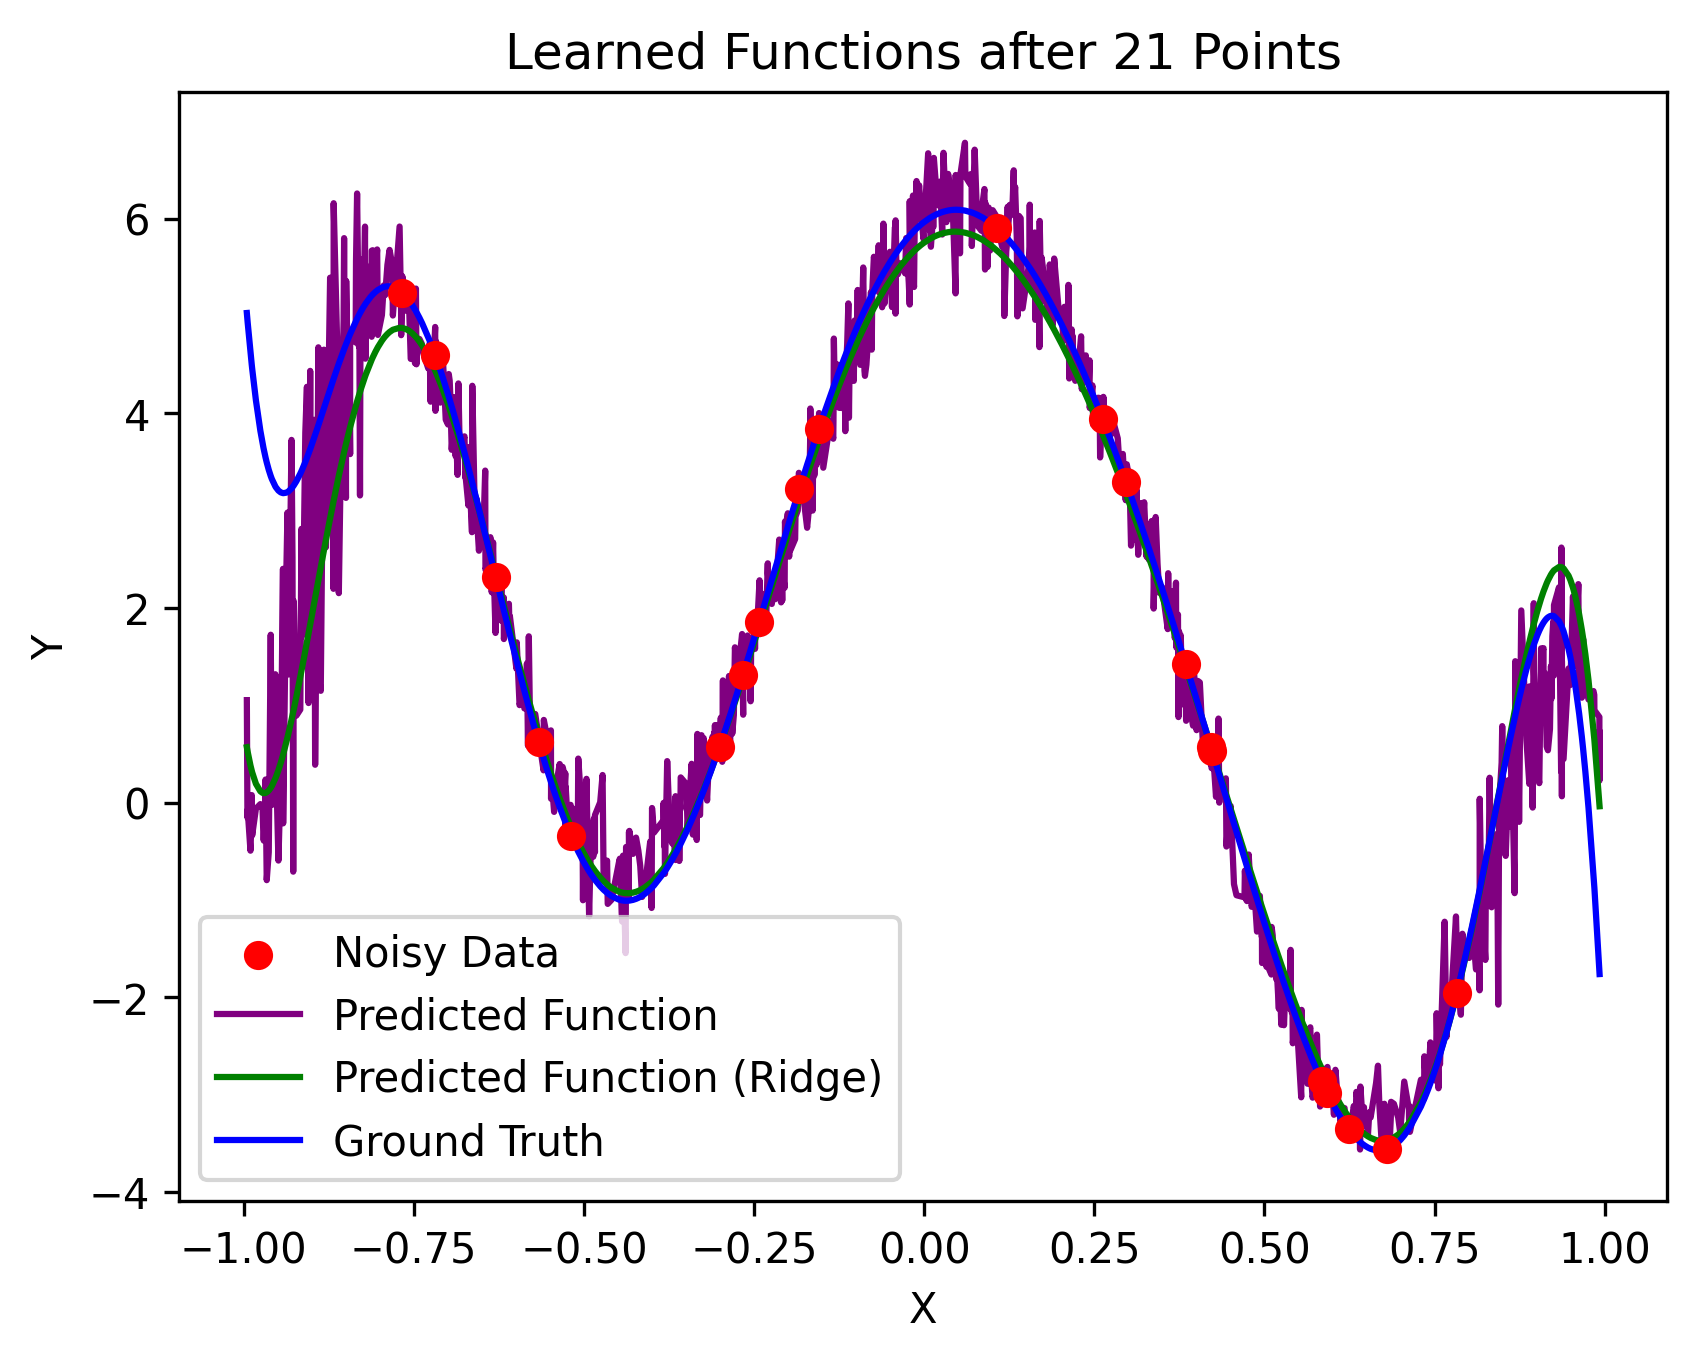 Learned Functions after 21 Points
Y
6
4
2
0
−2
−4
Noisy Data
Predicted Function
Predicted Function (Ridge)
Ground Truth
−1.00 −0.75 −0.50 −0.25 0.00 0.25 0.50 0.75 1.00
X